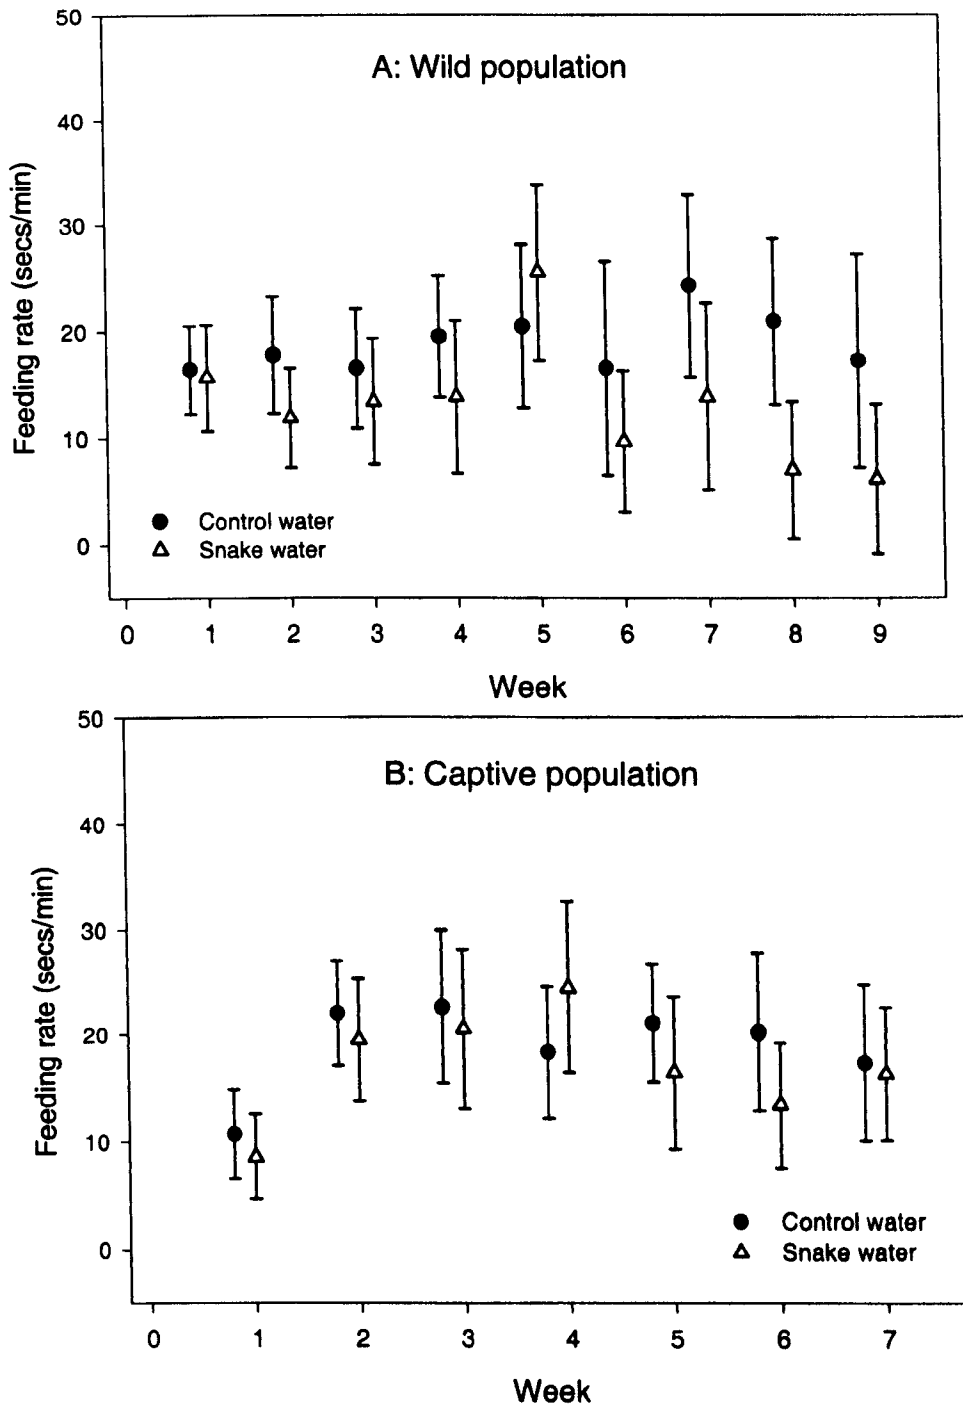 A: Wild population
50
40
30
20
10
0
Feeding rate (secs/min)
Control water
Snake water
0 1 2 3 4 5 6 7 8 9
Week
B: Captive population
50
40
30
20
10
0
Feeding rate (secs/min)
Control water
Snake water
0 1 2 3 4 5 6 7
Week